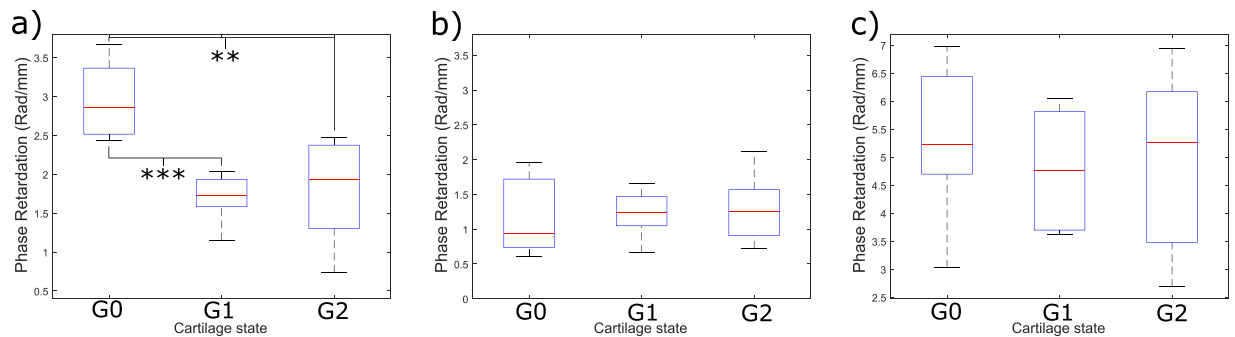 a)
Phase Retardation (Rad/mm)
3.5
3
2.5
2
1.5
1
0.5
**
***
G0 G1 G2
Cartilage state
b)
Phase Retardation (Rad/mm)
3.5
3
2.5
2
1.5
1
0.5
0
G0 G1 G2
Cartilage state
c)
Phase Retardation (Rad/mm)
7
6.5
6
5.5
5
4.5
4
3.5
3
2.5
G0 G1 G2
Cartilage state